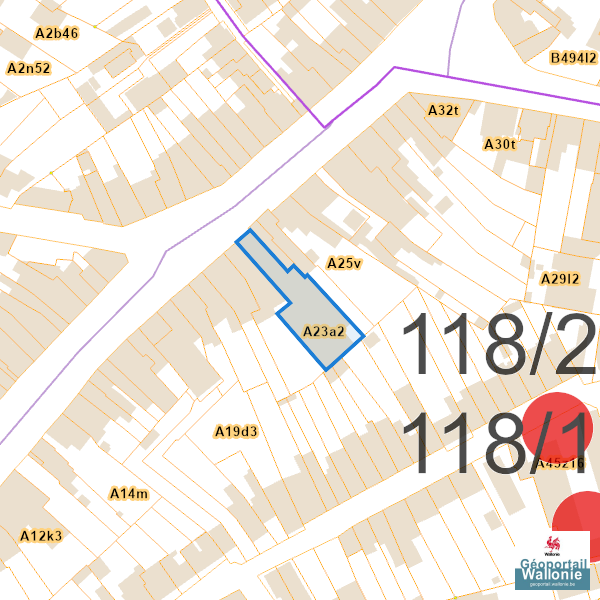 A2b46
B494l2
A2n52
A32t
A30t
A25v
A29l2
A23a2
118/2
A19d3
118/1
A45z16
A14m
A12k3
Wallonie
Géoportail
Wallonie
geoportail.wallonie.be